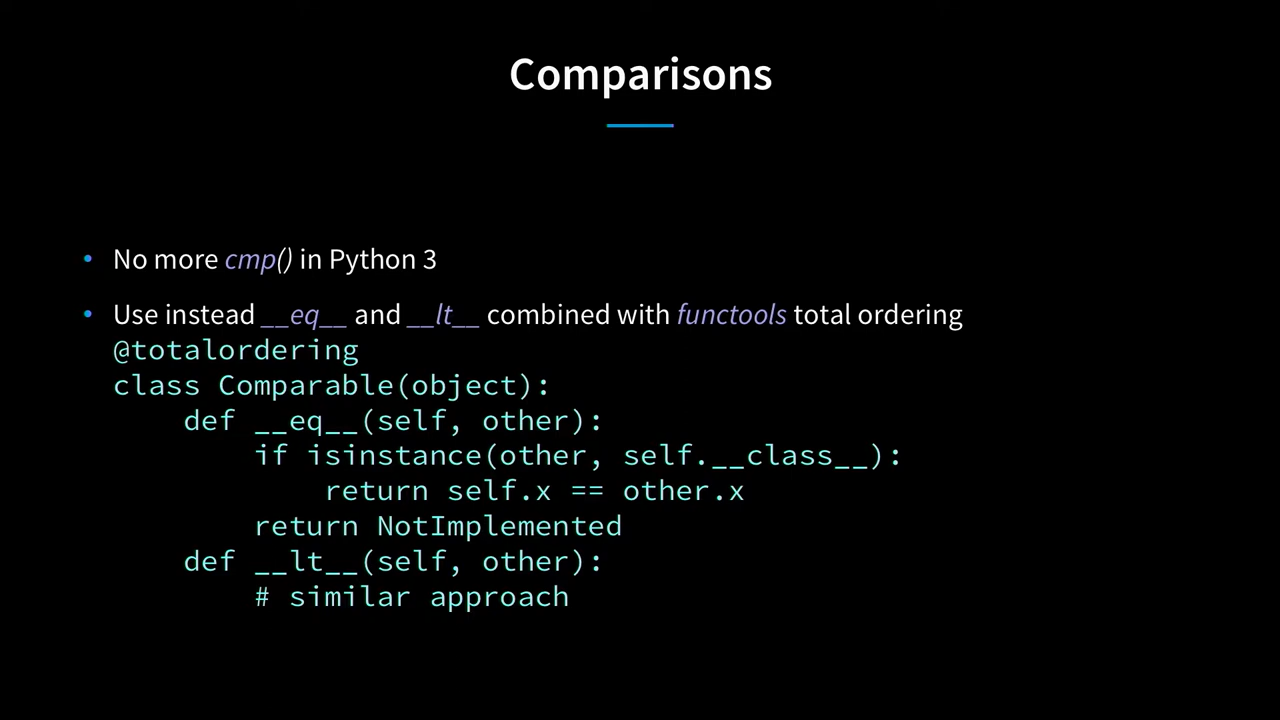 Comparisons
• No more cmp() in Python 3
• Use instead __eq__ and __lt__ combined with functools total ordering
@totalordering
class Comparable(object):
    def __eq__(self, other):
        if isinstance(other, self.__class__):
            return self.x == other.x
        return NotImplemented
    def __lt__(self, other):
        # similar approach